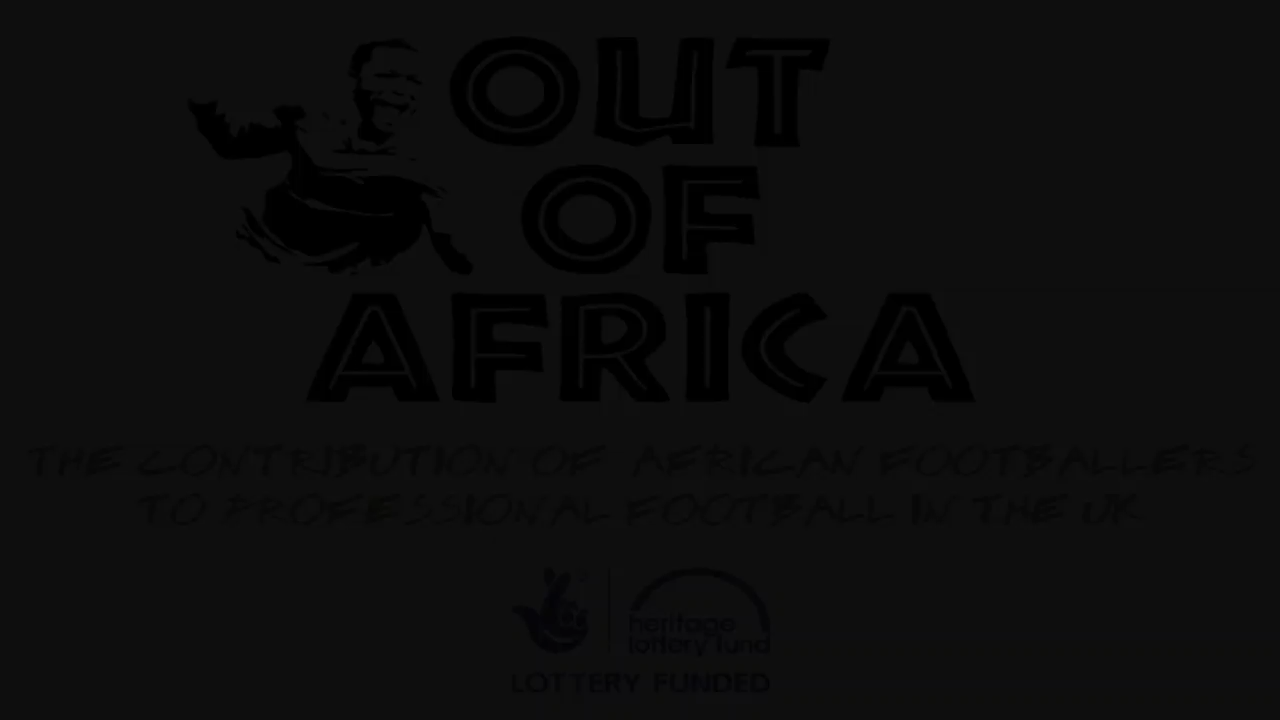 OUT
OF
AFRICA
THE CONTRIBUTION OF AFRICAN FOOTBALLERS
TO PROFESSIONAL FOOTBALL IN THE UK
heritage
lottery fund
LOTTERY FUNDED